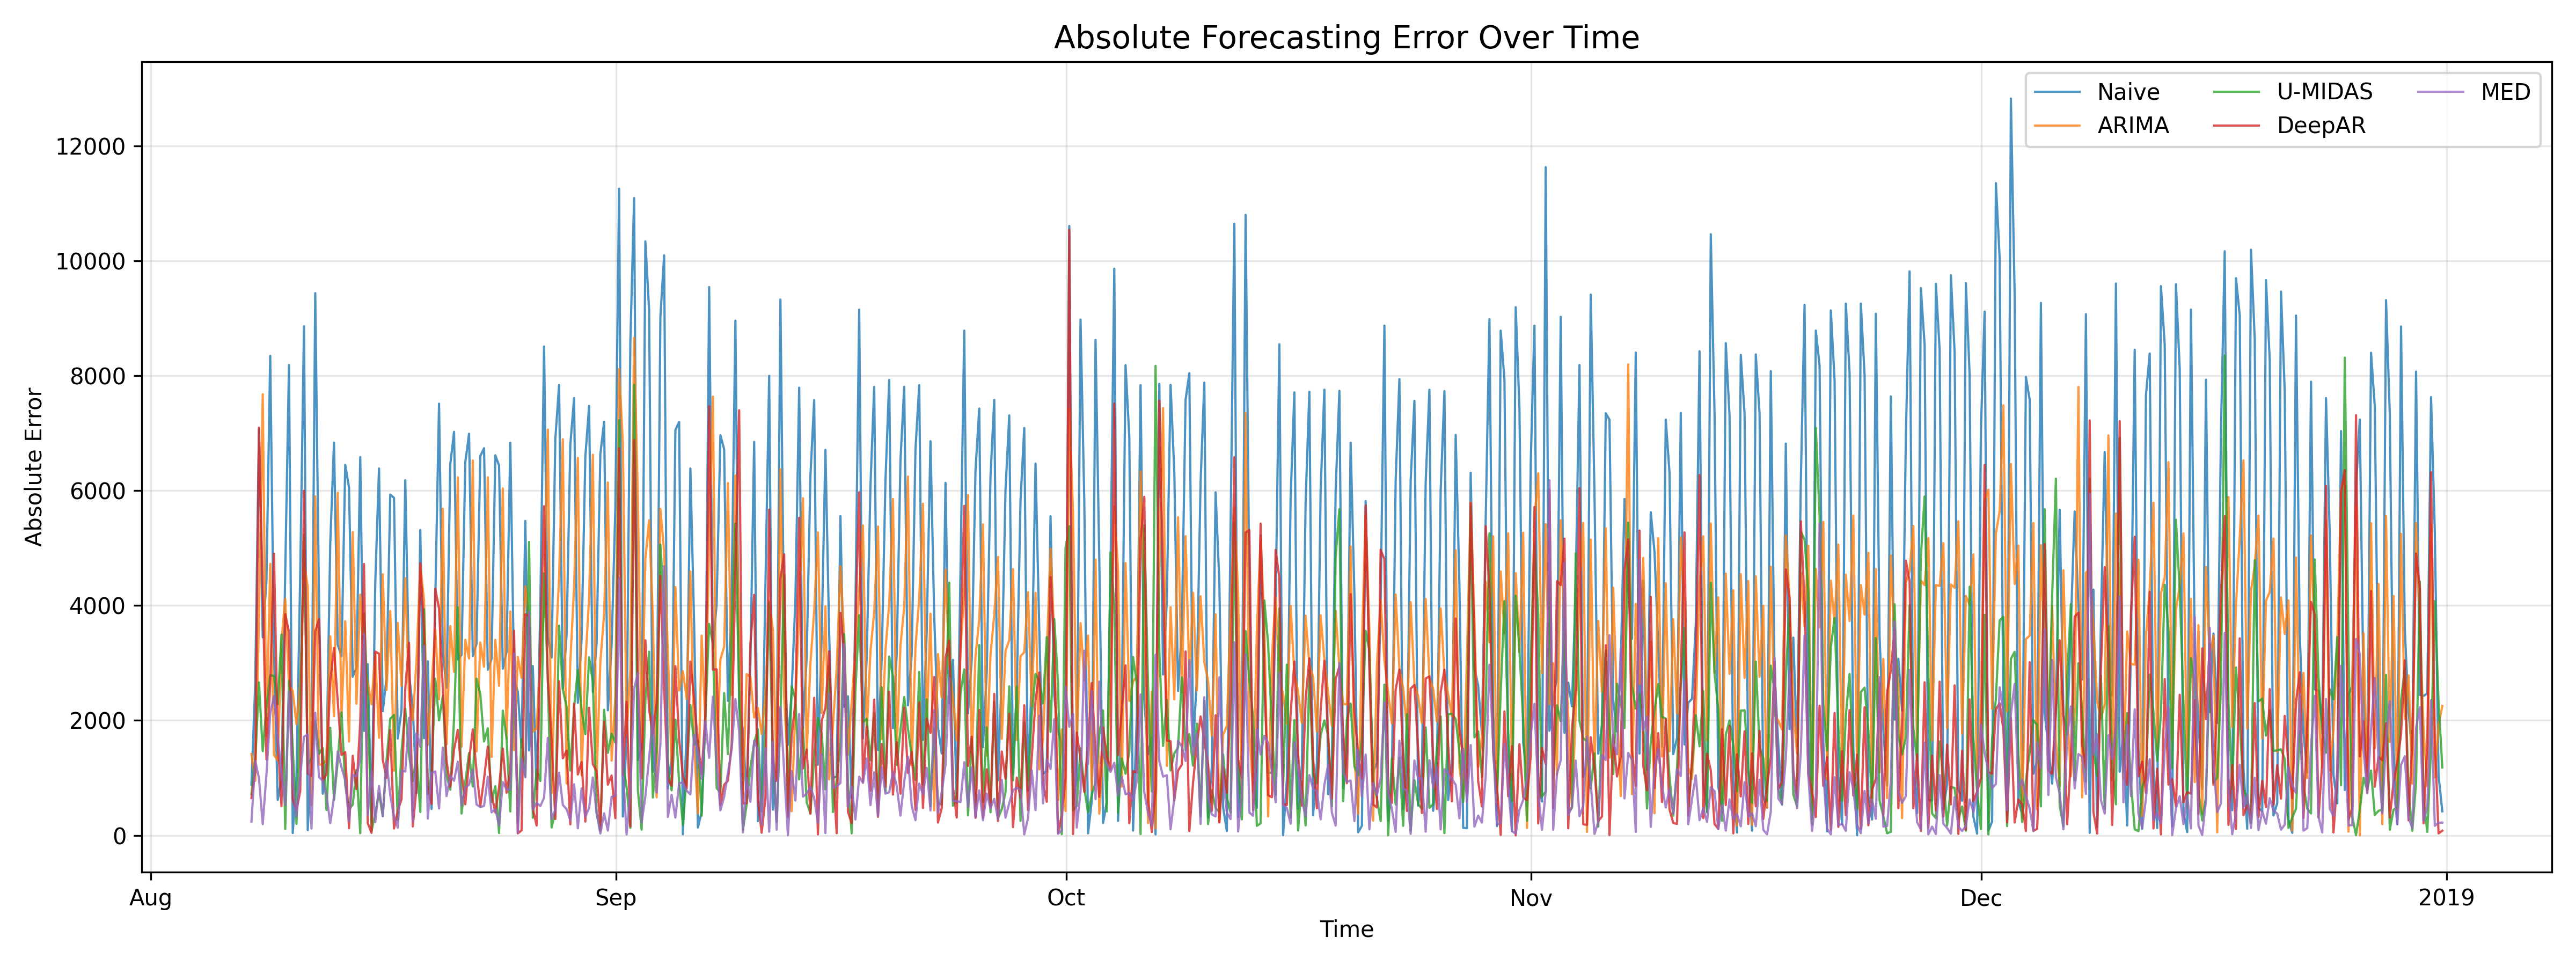 Absolute Forecasting Error Over Time
Naive
ARIMA
U-MIDAS
DeepAR
MED
12000
10000
8000
6000
4000
2000
0
Absolute Error
Aug
Sep
Oct
Nov
Dec
2019
Time